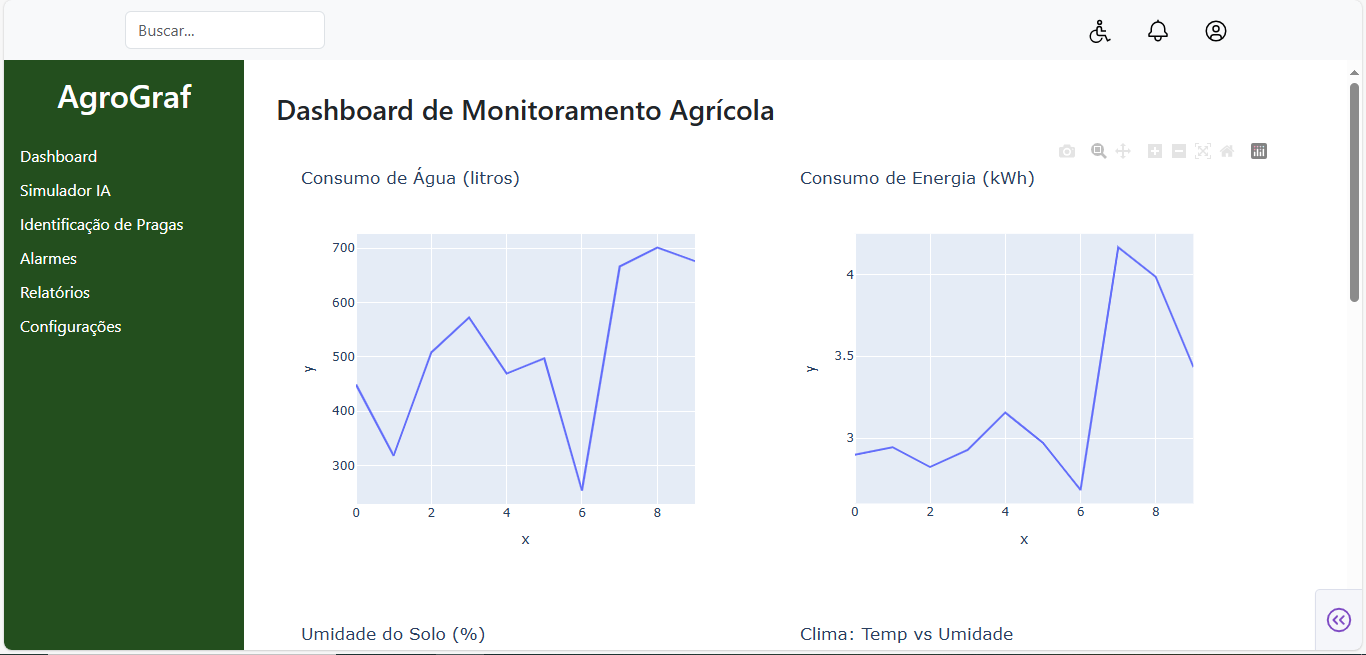 Buscar...
AgroGraf
Dashboard
Simulador IA
Identificação de Pragas
Alarmes
Relatórios
Configurações
Dashboard de Monitoramento Agrícola
Consumo de Água (litros)
700
600
500
400
300
y
0 2 4 6 8
x
Consumo de Energia (kWh)
4
3.5
3
y
0 2 4 6 8
x
Umidade do Solo (%)
Clima: Temp vs Umidade